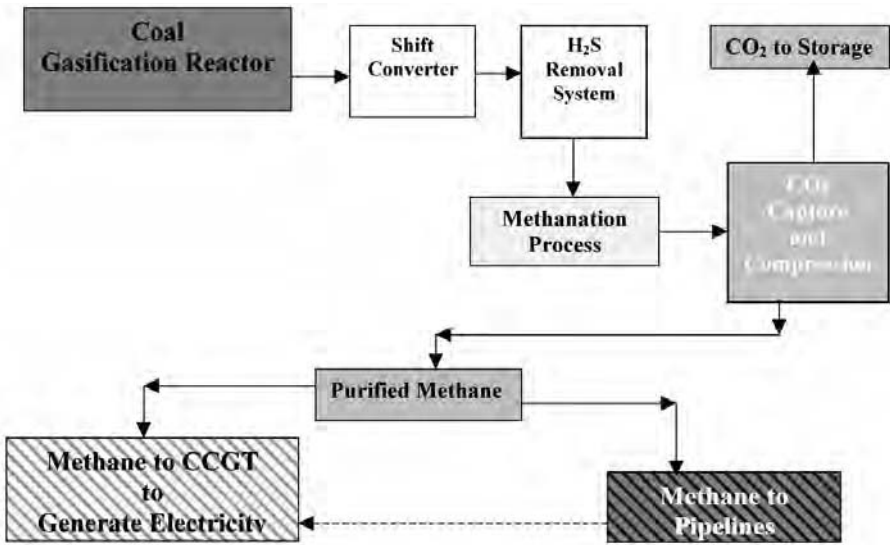 Coal
Gasification Reactor
Shift
Converter
H₂S
Removal
System
CO₂ to Storage
Methanation
Process
CO₂
Capture
and
Compression
Purified Methane
Methane to CCGT
to
Generate Electricity
Methane to
Pipelines